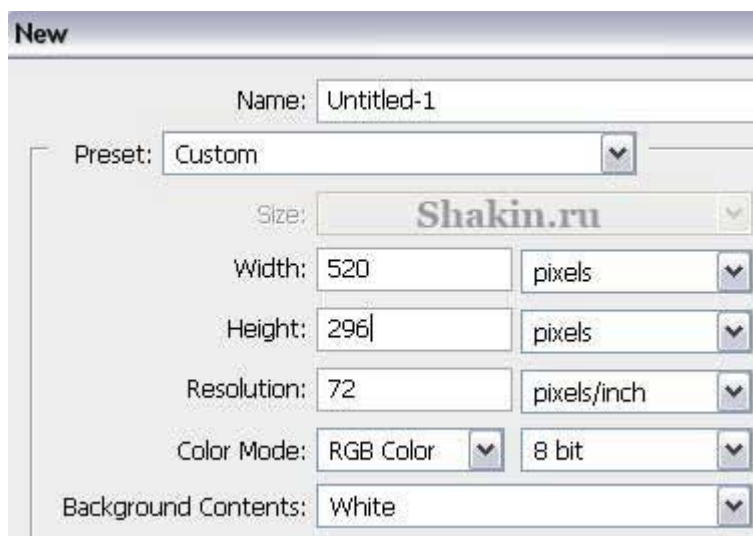 New
Name: Untitled-1
Preset: Custom
Size: Shakin.ru
Width: 520 pixels
Height: 296 pixels
Resolution: 72 pixels/inch
Color Mode: RGB Color 8 bit
Background Contents: White